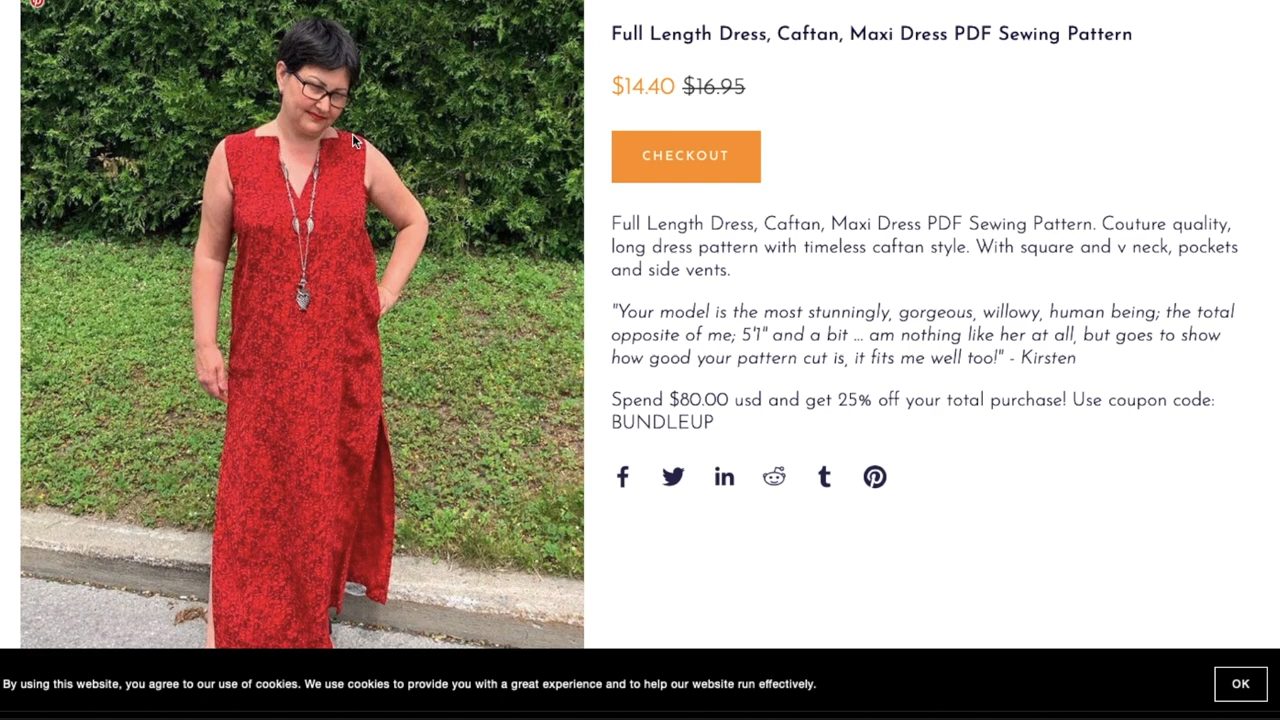 Full Length Dress, Caftan, Maxi Dress PDF Sewing Pattern
$14.40 $16.95
CHECKOUT
Full Length Dress, Caftan, Maxi Dress PDF Sewing Pattern. Couture quality,
long dress pattern with timeless caftan style. With square and v neck, pockets
and side vents.
"Your model is the most stunningly, gorgeous, willowy, human being; the total
opposite of me; 5'1" and a bit ... am nothing like her at all, but goes to show
how good your pattern cut is, it fits me well too!" - Kirsten
Spend $80.00 usd and get 25% off your total purchase! Use coupon code:
BUNDLEUP
By using this website, you agree to our use of cookies. We use cookies to provide you with a great experience and to help our website run effectively.
OK